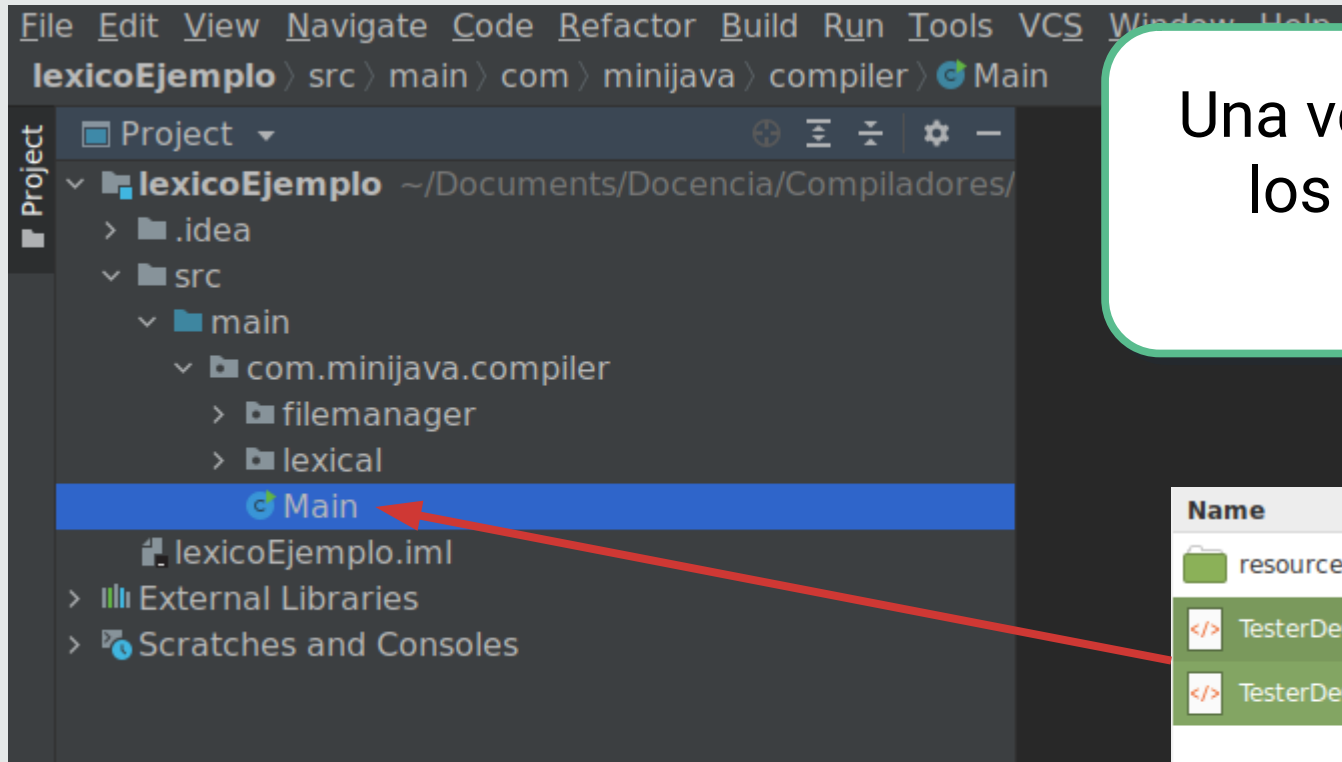 File Edit View Navigate Code Refactor Build Run Tools VCS Window Help
lexicoEjemplo src main com minijava compiler Main
Project
Project
lexicoEjemplo ~/Documents/Docencia/Compiladores/
.idea
src
main
com.minijava.compiler
filemanager
lexical
Main
lexicoEjemplo.iml
External Libraries
Scratches and Consoles
Una
los
Name
resource
TesterDe
TesterDe